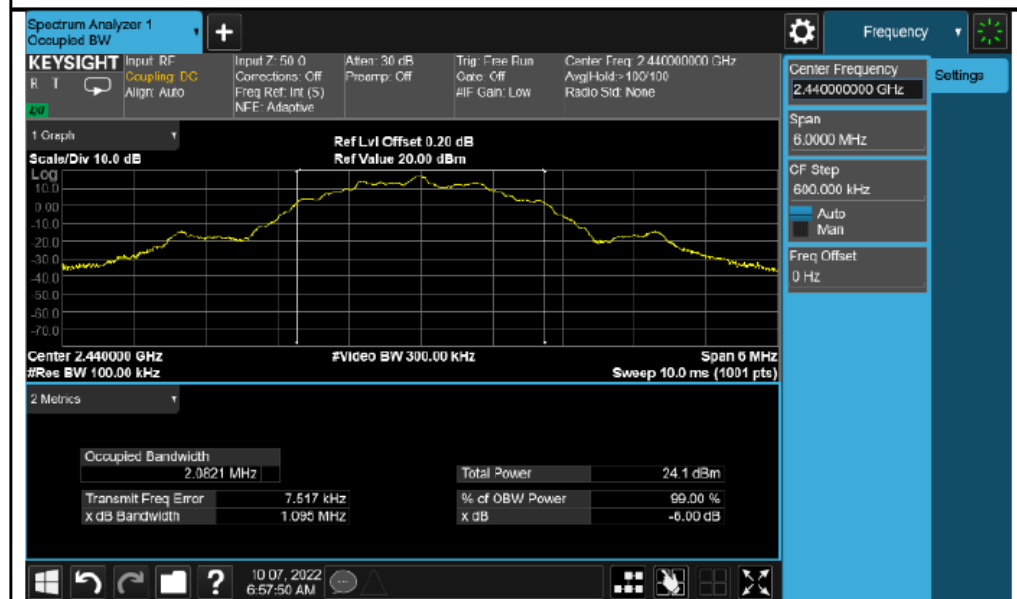 Spectrum Analyzer 1
Occupied BW
+
Frequency
KEYSIGHT
R T
Input: RF
Coupling: DC
Align: Auto
Input Z: 50 Ω
Corrections: Off
Freq Ref: Int (S)
NFE: Adaptive
Atten: 30 dB
Preamp: Off
Trig: Free Run
Gate: Off
#IF Gain: Low
Center Freq: 2.440000000 GHz
Avg|Hold:>100/100
Radio Std: None
Center Frequency
2.440000000 GHz
Settings
Span
6.0000 MHz
CF Step
600.000 kHz
Auto
Man
Freq Offset
0 Hz
1 Graph
Scale/Div 10.0 dB
Ref Lvl Offset 0.20 dB
Ref Value 20.00 dBm
Log
10.0
0.00
-10.0
-20.0
-30.0
-40.0
-50.0
-60.0
-70.0
Center 2.440000 GHz
#Video BW 300.00 kHz
Span 6 MHz
#Res BW 100.00 kHz
Sweep 10.0 ms (1001 pts)
2 Metrics
Occupied Bandwidth
2.0821 MHz
Total Power 24.1 dBm
Transmit Freq Error 7.517 kHz
% of OBW Power 99.00 %
x dB Bandwidth 1.095 MHz
x dB -6.00 dB
?
10 07, 2022
6:57:50 AM